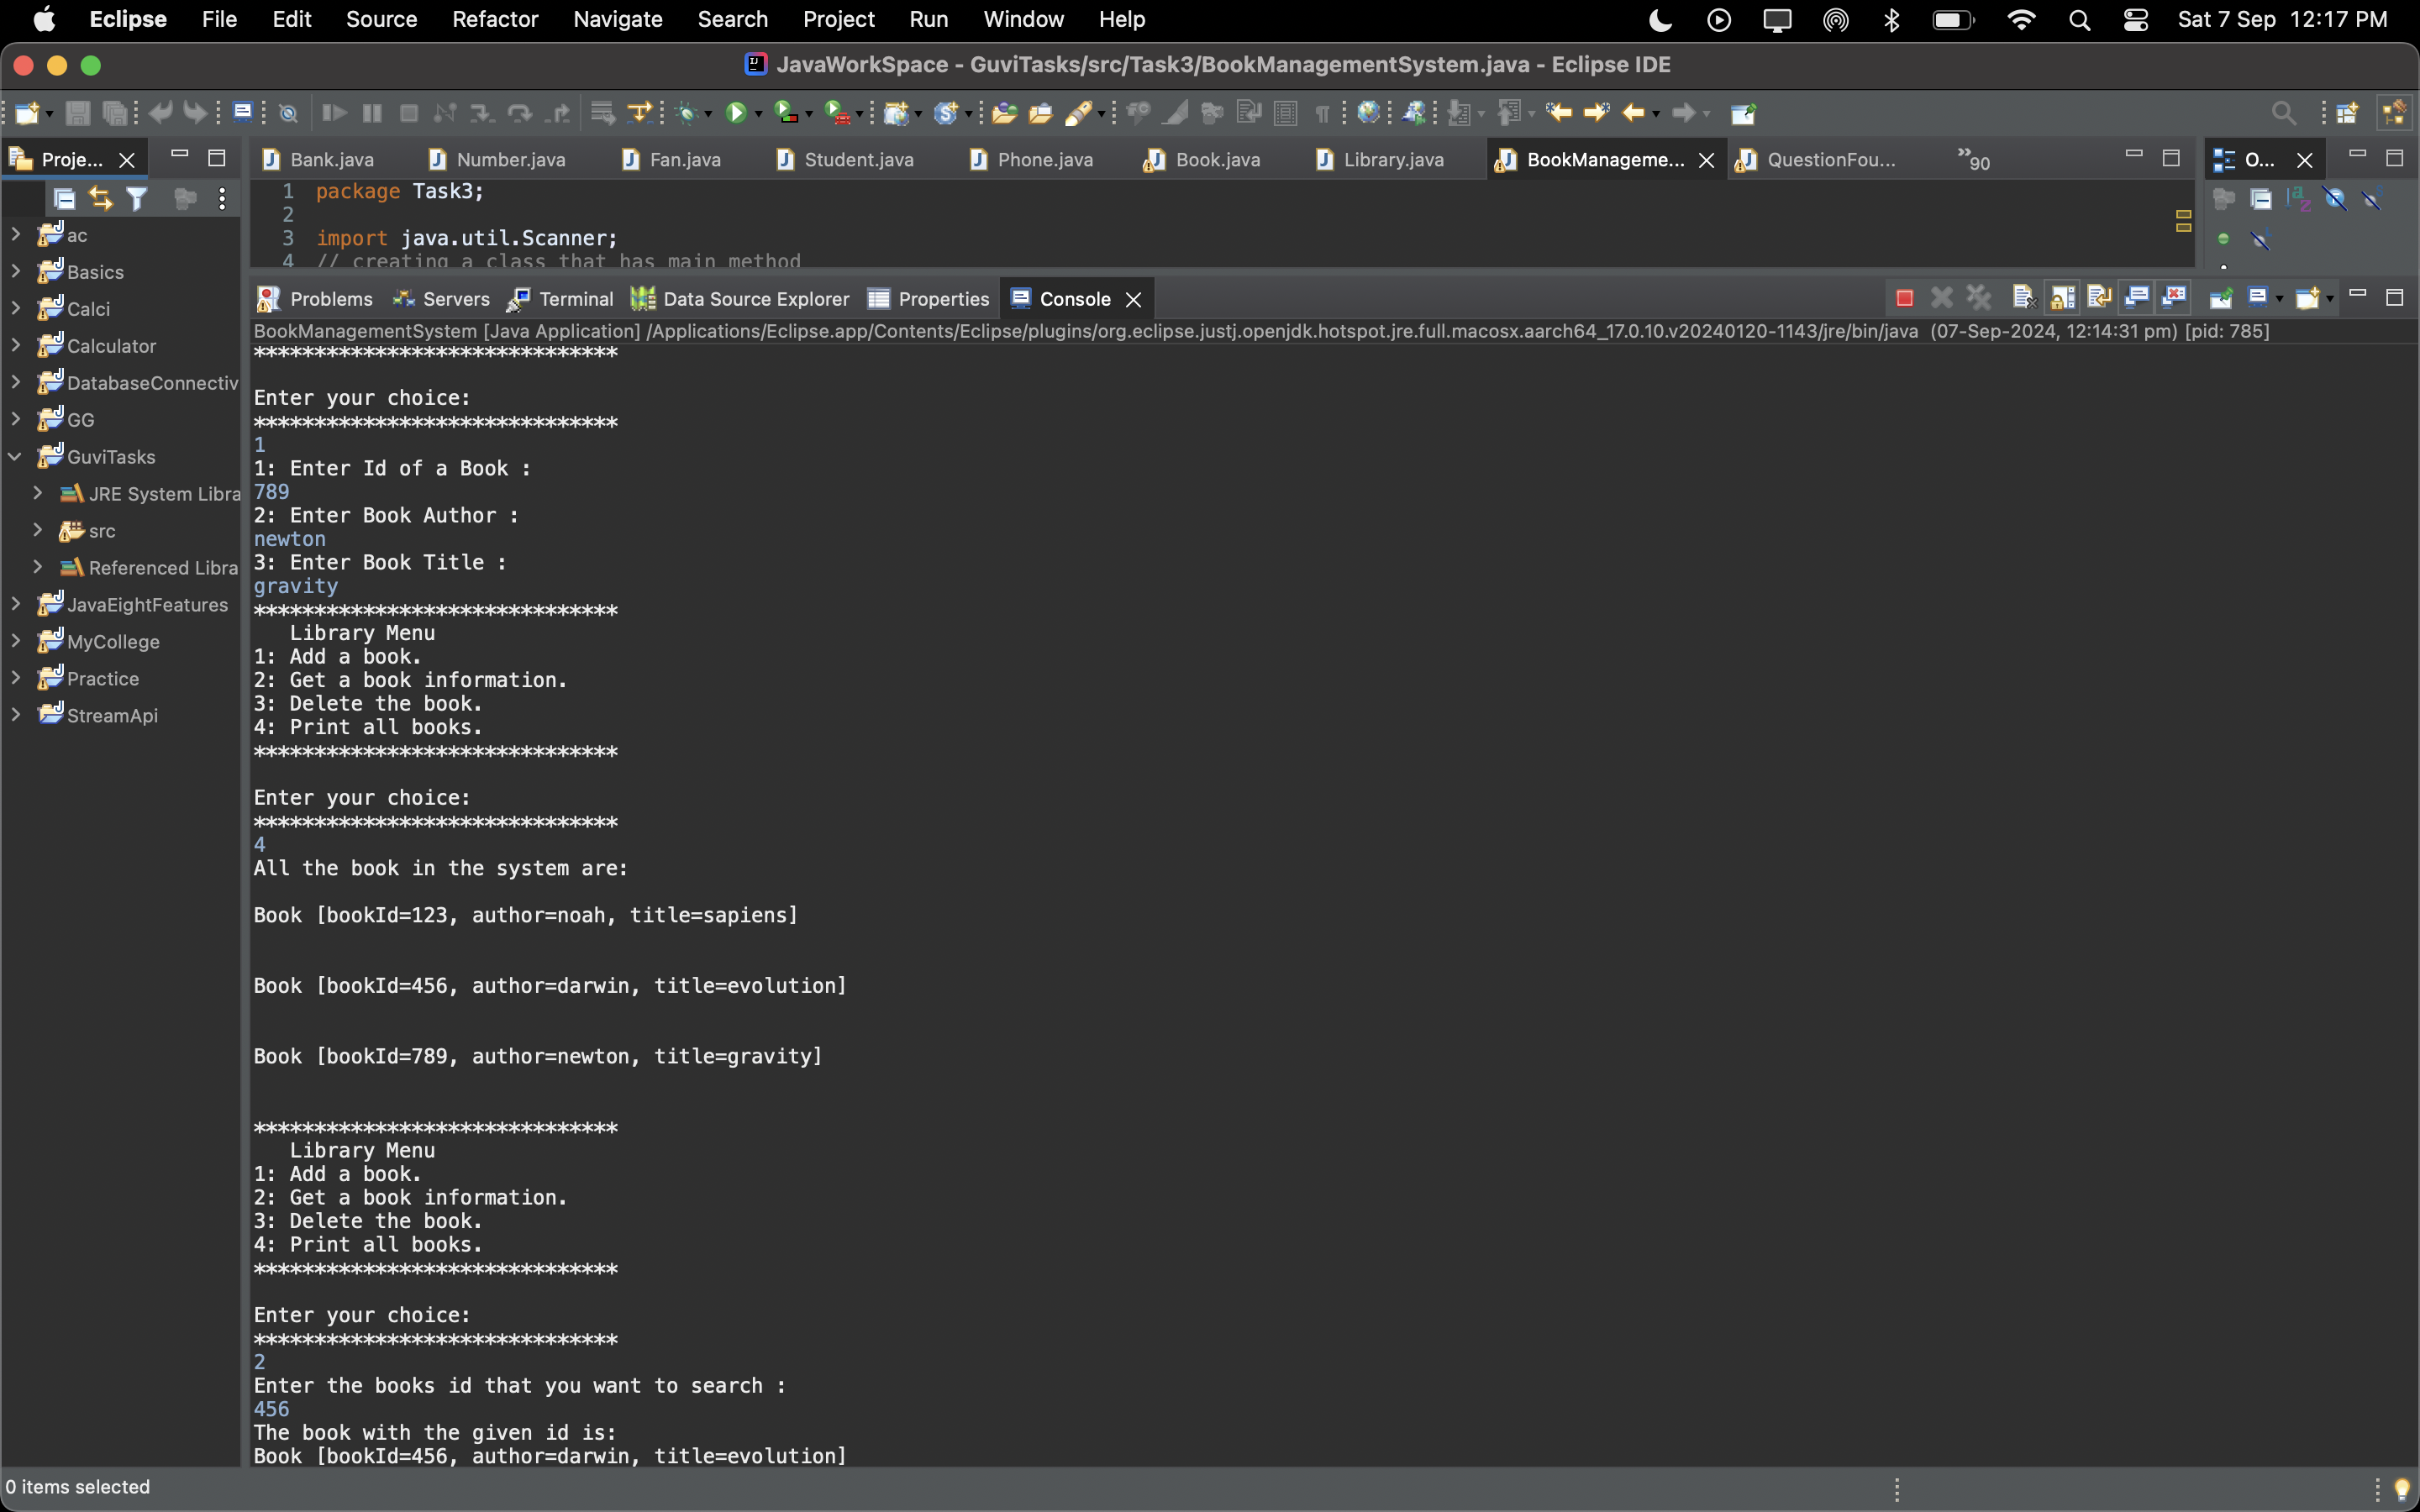 Eclipse File Edit Source Refactor Navigate Search Project Run Window Help Sat 7 Sep 12:17 PM
JavaWorkSpace - GuviTasks/src/Task3/BookManagementSystem.java - Eclipse IDE
Proje... Bank.java Number.java Fan.java Student.java Phone.java Book.java Library.java BookManageme... QuestionFou... »90 O...
1 package Task3;
2
3 import java.util.Scanner;
4 // creating a class that has main method
ac
Basics
Calci
Calculator
DatabaseConnectiv
GG
GuviTasks
JRE System Libra
src
Referenced Libra
JavaEightFeatures
MyCollege
Practice
StreamApi
Problems Servers Terminal Data Source Explorer Properties Console
BookManagementSystem [Java Application] /Applications/Eclipse.app/Contents/Eclipse/plugins/org.eclipse.justj.openjdk.hotspot.jre.full.macosx.aarch64_17.0.10.v20240120-1143/jre/bin/java (07-Sep-2024, 12:14:31 pm) [pid: 785]
******************************
Enter your choice:
******************************
1
1: Enter Id of a Book :
789
2: Enter Book Author :
newton
3: Enter Book Title :
gravity
******************************
Library Menu
1: Add a book.
2: Get a book information.
3: Delete the book.
4: Print all books.
******************************
Enter your choice:
******************************
4
All the book in the system are:
Book [bookId=123, author=noah, title=sapiens]
Book [bookId=456, author=darwin, title=evolution]
Book [bookId=789, author=newton, title=gravity]
******************************
Library Menu
1: Add a book.
2: Get a book information.
3: Delete the book.
4: Print all books.
******************************
Enter your choice:
******************************
2
Enter the books id that you want to search :
456
The book with the given id is:
Book [bookId=456, author=darwin, title=evolution]
0 items selected